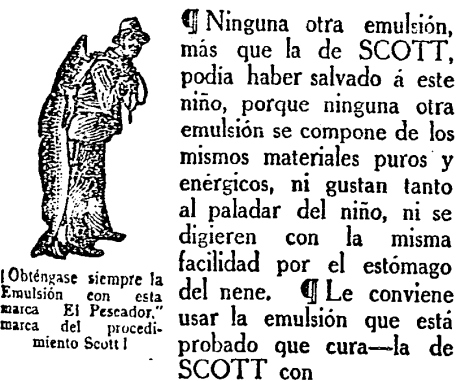 ¶ Ninguna otra emulsión,
más que la de SCOTT,
podía haber salvado á este
niño, porque ninguna otra
emulsión se compone de los
mismos materiales puros y
enérgicos, ni gustan tanto
al paladar del niño, ni se
digieren con la misma
facilidad por el estómago
del nene. ¶ Le conviene
usar la emulsión que está
probado que cura—la de
SCOTT con
¡Obténgase siempre la
Emulsión con esta
marca El Pescador,"
marca del procedi-
miento Scott!